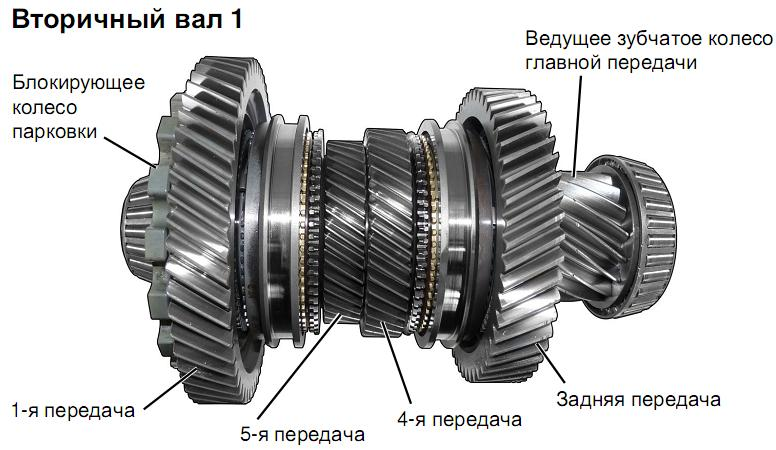 Вторичный вал 1
Ведущее зубчатое колесо
главной передачи
Блокирующее
колесо
парковки
1-я передача
5-я передача
4-я передача
Задняя передача